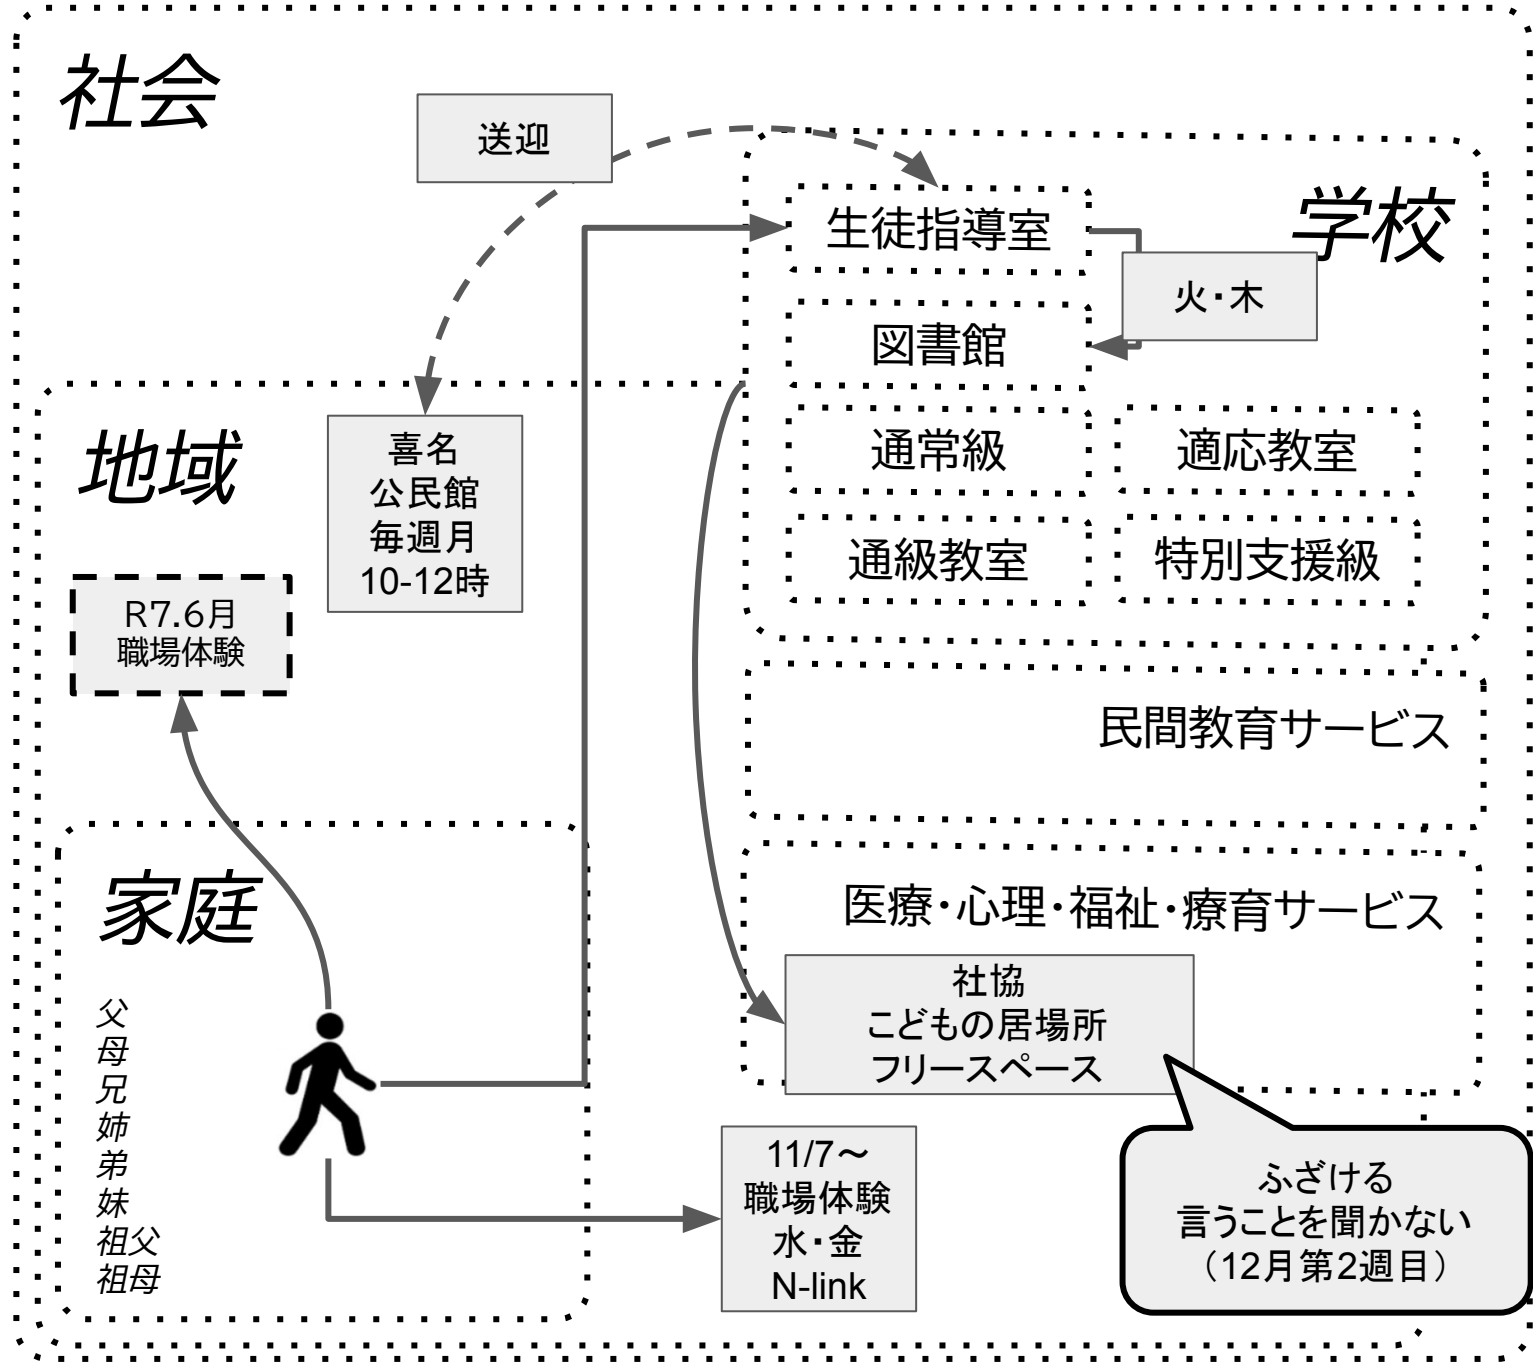 社会
送迎
学校
生徒指導室
火・木
図書館
地域
喜名
公民館
毎週月
10-12時
通常級
適応教室
通級教室
特別支援級
R7.6月
職場体験
民間教育サービス
家庭
医療・心理・福祉・療育サービス
社協
こどもの居場所
フリースペース
父
母
兄
姉
弟
妹
祖父
祖母
11/7～
職場体験
水・金
N-link
ふざける
言うことを聞かない
（12月第2週目）